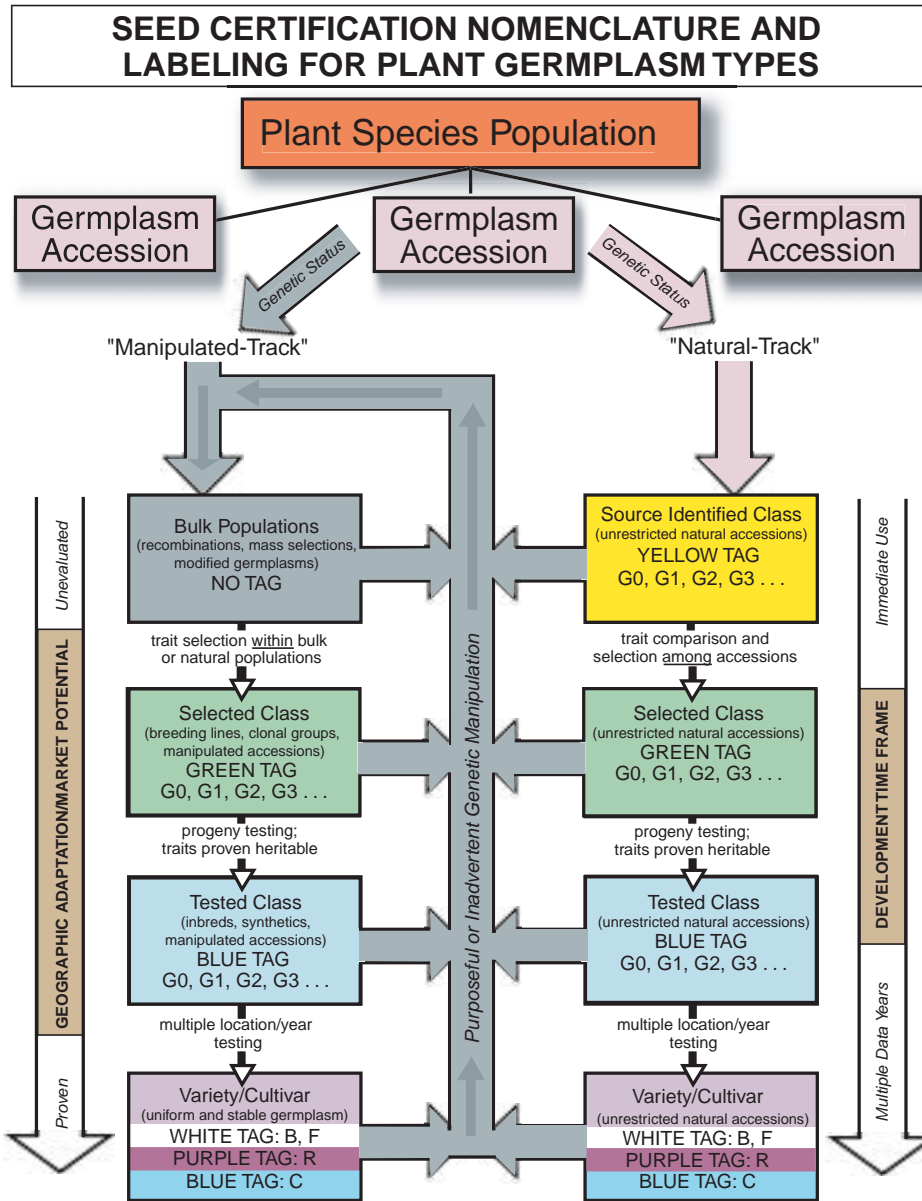 SEED CERTIFICATION NOMENCLATURE AND
LABELING FOR PLANT GERMPLASM TYPES
Plant Species Population
Germplasm
Accession
Germplasm
Accession
Germplasm
Accession
Genetic Status
Genetic Status
"Manipulated-Track"
"Natural-Track"
Unevaluated
GEOGRAPHIC ADAPTATION/MARKET POTENTIAL
Proven
Bulk Populations
(recombinations, mass selections,
modified germplasms)
NO TAG
trait selection within bulk
or natural poplulations
Selected Class
(breeding lines, clonal groups,
manipulated accessions)
GREEN TAG
G0, G1, G2, G3 . . .
progeny testing;
traits proven heritable
Tested Class
(inbreds, synthetics,
manipulated accessions)
BLUE TAG
G0, G1, G2, G3 . . .
multiple location/year
testing
Variety/Cultivar
(uniform and stable germplasm)
WHITE TAG: B, F
PURPLE TAG: R
BLUE TAG: C
Purposeful or Inadvertent Genetic Manipulation
Source Identified Class
(unrestricted natural accessions)
YELLOW TAG
G0, G1, G2, G3 . . .
trait comparison and
selection among accessions
Selected Class
(unrestricted natural accessions)
GREEN TAG
G0, G1, G2, G3 . . .
progeny testing;
traits proven heritable
Tested Class
(unrestricted natural accessions)
BLUE TAG
G0, G1, G2, G3 . . .
multiple location/year
testing
Variety/Cultivar
(unrestricted natural accessions)
WHITE TAG: B, F
PURPLE TAG: R
BLUE TAG: C
Immediate Use
DEVELOPMENT TIME FRAME
Multiple Data Years